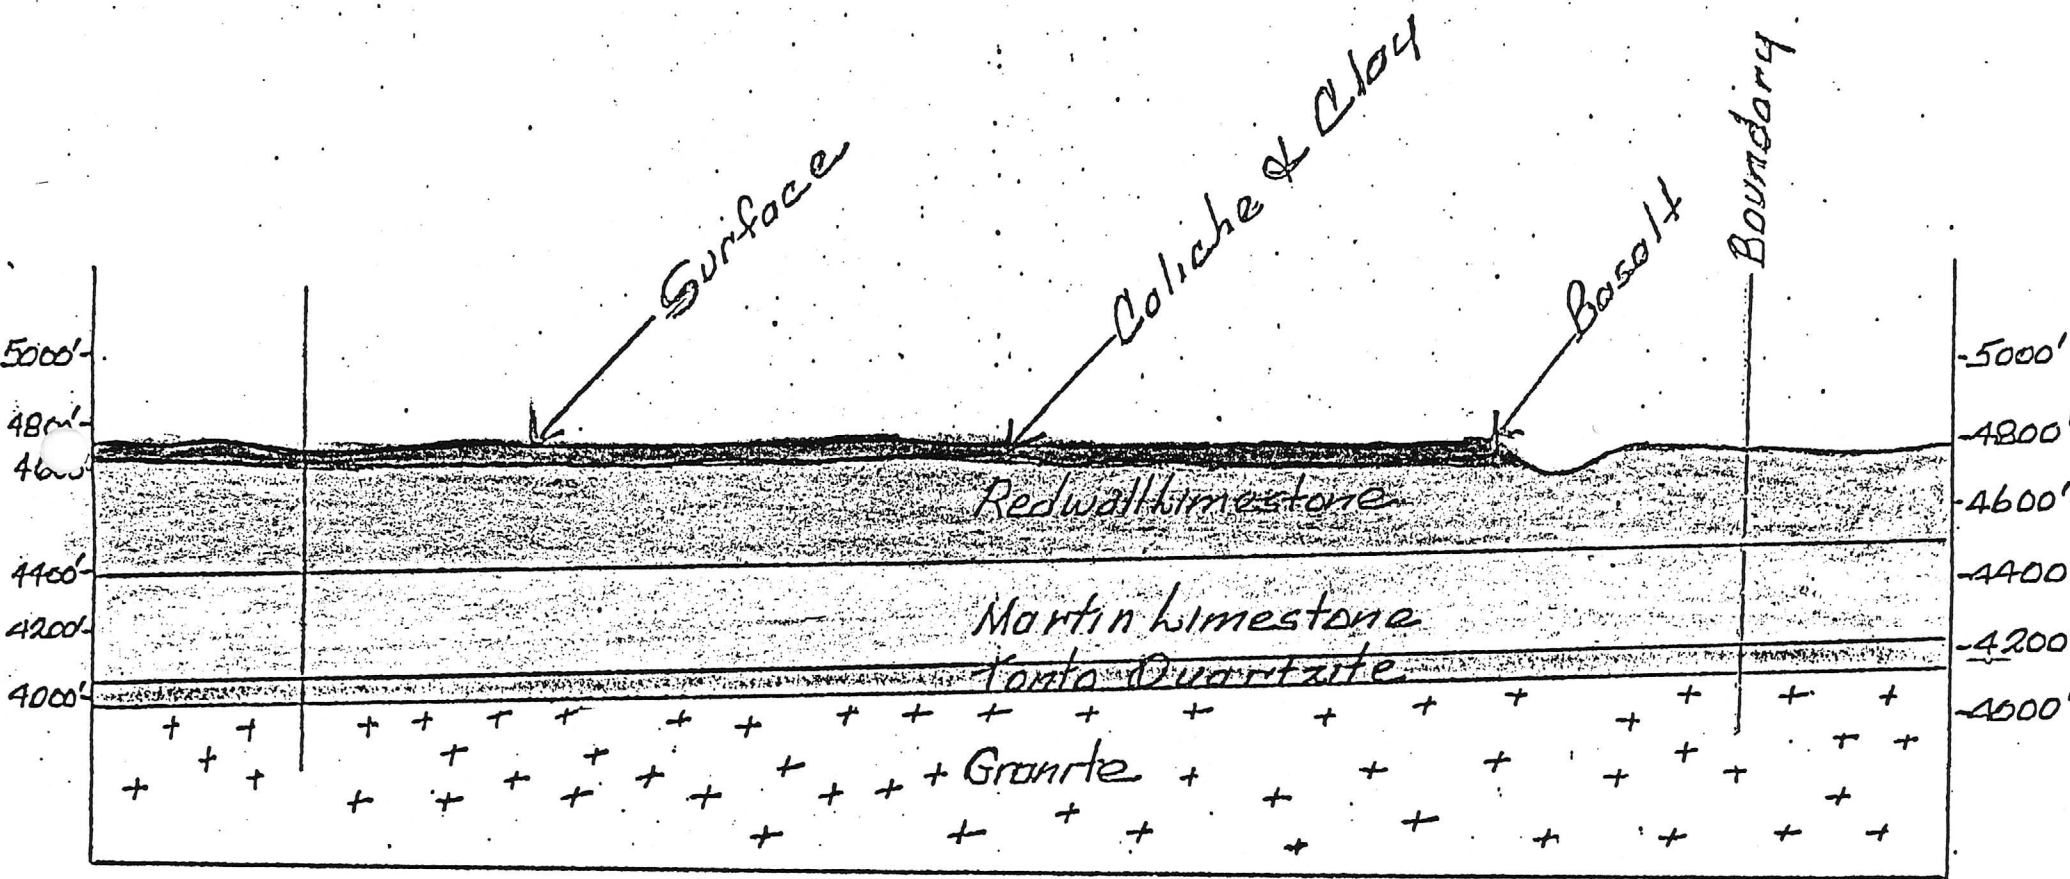 Surface
Caliche & Clay
Basalt
Boundary
5000'
5000'
4800'
4600'
4600'
4400'
4400
4200'
4200
4000'
4000'
Redwall Limestone
Martin Limestone
Tonto Quartzite
Granite